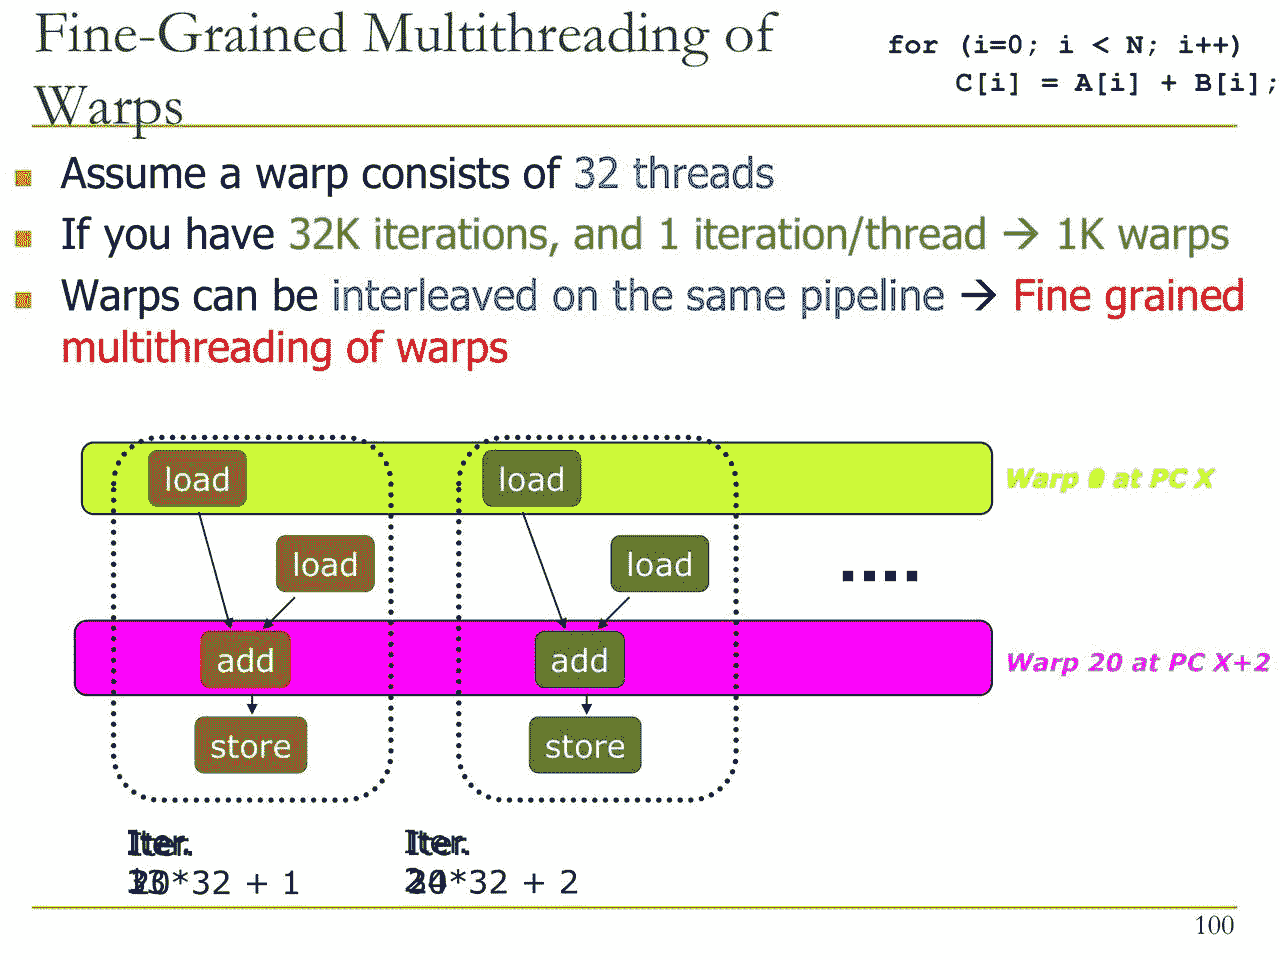 Fine-Grained Multithreading of
Warps
for (i=0; i < N; i++)
C[i] = A[i] + B[i];
Assume a warp consists of 32 threads
If you have 32K iterations, and 1 iteration/thread → 1K warps
Warps can be interleaved on the same pipeline → Fine grained
multithreading of warps
load load
Warp at PC X
load load
....
add add
Warp 20 at PC X+2
store store
Iter. Iter.
*32 + 1 *32 + 2
100